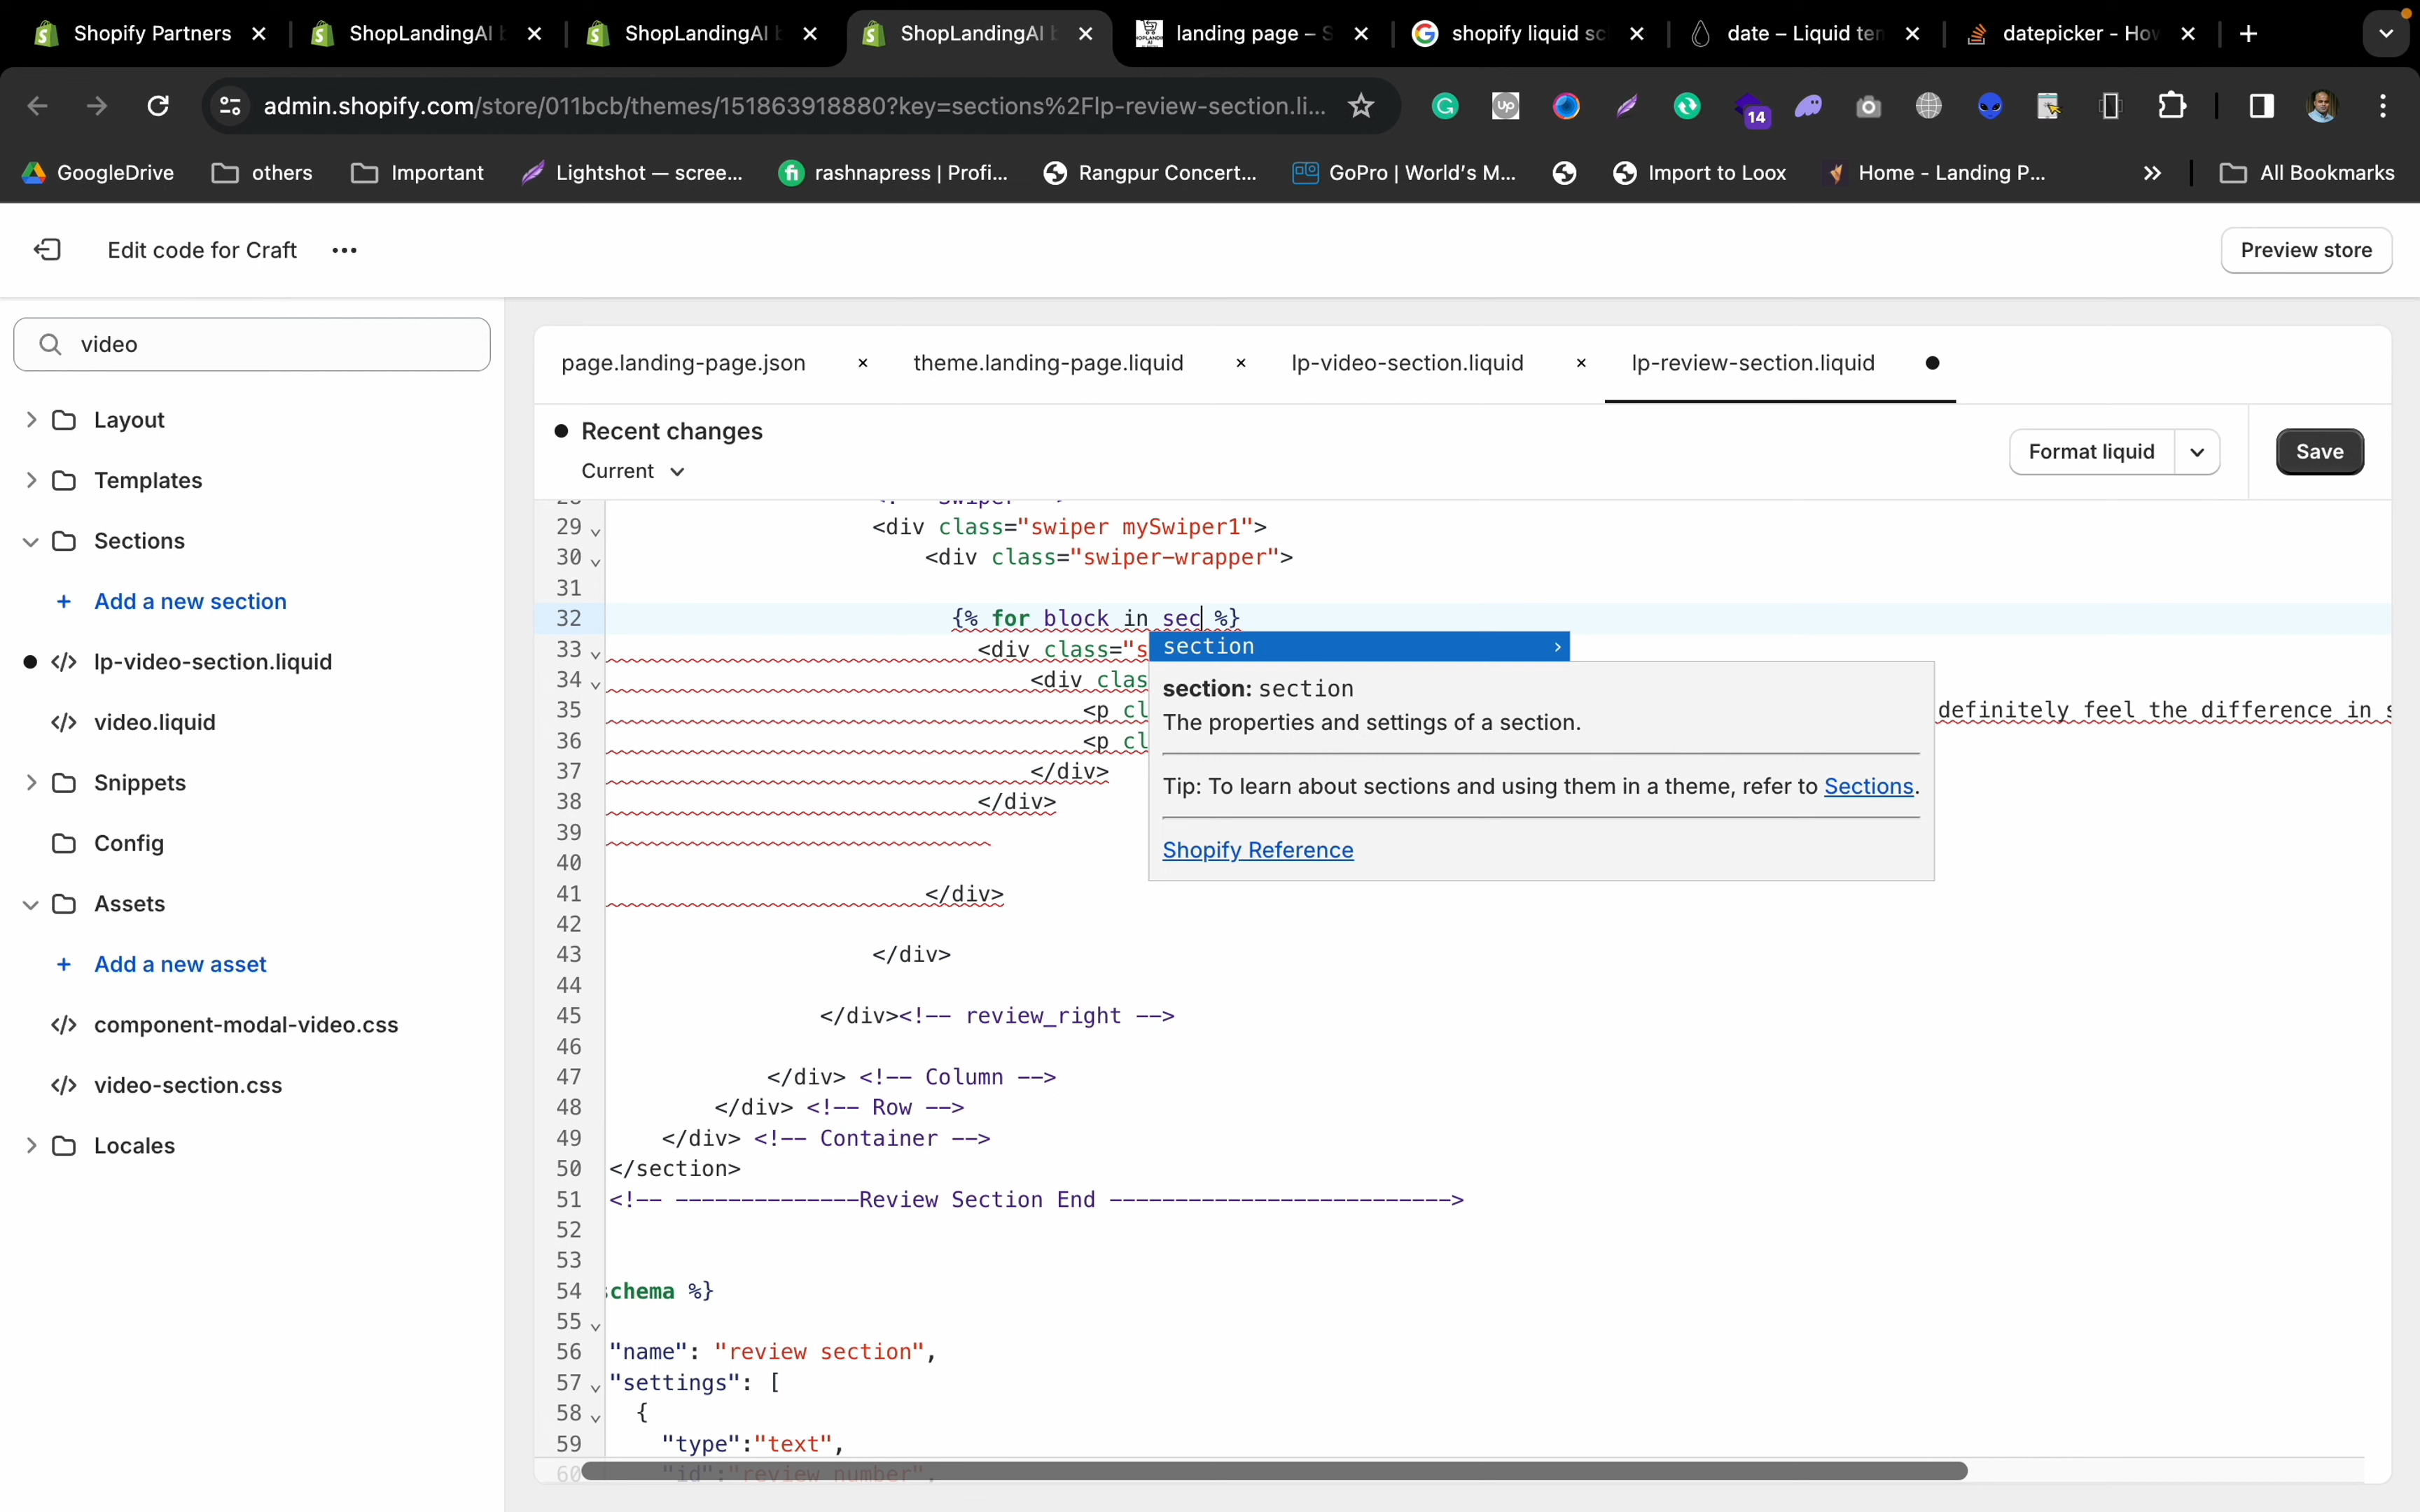 Shopify Partners
ShopLandingAI
ShopLandingAI
ShopLandingAI
landing page – S
shopify liquid sc
date – Liquid ten
datepicker - How
admin.shopify.com/store/011bcb/themes/151863918880?key=sections%2Flp-review-section.li...
14
GoogleDrive
others
Important
Lightshot — scree...
rashnapress | Profi...
Rangpur Concert...
GoPro | World's M...
Import to Loox
Home - Landing P...
All Bookmarks
Edit code for Craft
Preview store
video
Layout
Templates
Sections
Add a new section
lp-video-section.liquid
video.liquid
Snippets
Config
Assets
Add a new asset
component-modal-video.css
video-section.css
Locales
page.landing-page.json
theme.landing-page.liquid
lp-video-section.liquid
lp-review-section.liquid
Recent changes
Current
Format liquid
Save
29 <div class="swiper mySwiper1">
30 <div class="swiper-wrapper">
31
32 {% for block in sec %}
33 <div class="s
34 <div clas
35 <p cl definitely feel the difference in s
36 <p cl
37 </div>
38 </div>
39
40
41 </div>
42
43 </div>
44
45 </div><!-- review_right -->
46
47 </div> <!-- Column -->
48 </div> <!-- Row -->
49 </div> <!-- Container -->
50 </section>
51 <!-- --------------Review Section End -------------------------->
52
53
54 chema %}
55
56 "name": "review section",
57 "settings": [
58 {
59 "type":"text",
60 "id":"review_number",
section
section: section
The properties and settings of a section.
Tip: To learn about sections and using them in a theme, refer to Sections.
Shopify Reference